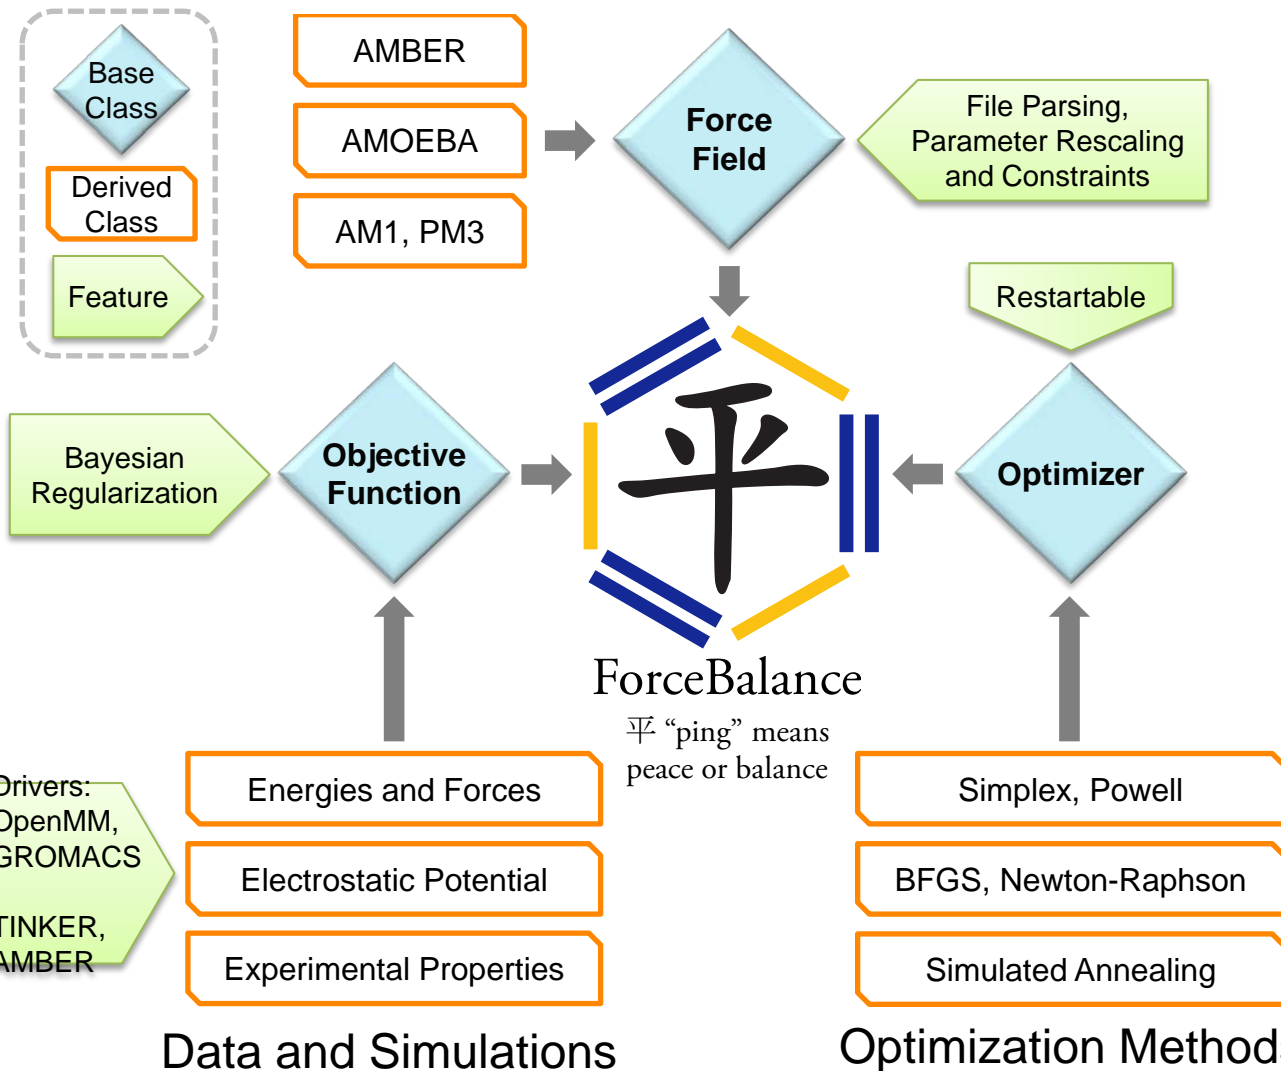 Base
Class
Derived
Class
Feature
AMBER
AMOEBA
AM1, PM3
Force
Field
File Parsing,
Parameter Rescaling
and Constraints
Restartable
Bayesian
Regularization
Objective
Function
平
Optimizer
ForceBalance
平 “ping” means
peace or balance
Drivers:
OpenMM,
GROMACS
TINKER,
AMBER
Energies and Forces
Electrostatic Potential
Experimental Properties
Data and Simulations
Simplex, Powell
BFGS, Newton-Raphson
Simulated Annealing
Optimization Methods